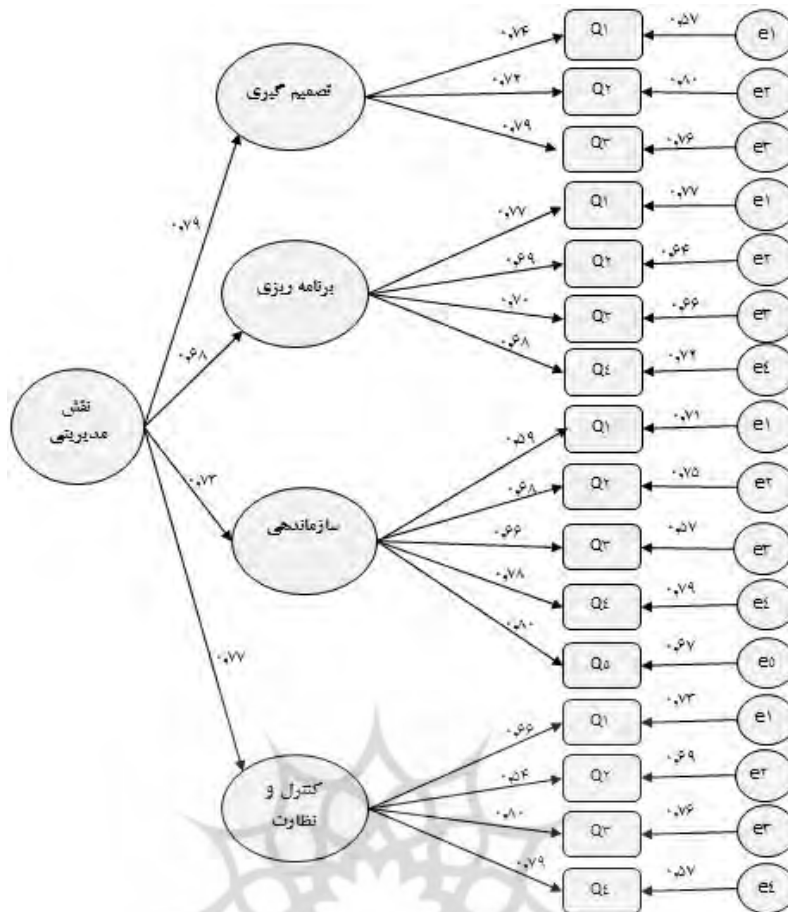 ۰,۷۴
Q۱
۰,۵۷
e۱
تصمیم گیری
۰,۷۲
Q۲
۰,۸۰
e۲
۰,۷۹
Q۳
۰,۷۶
e۳
۰,۷۹
۰,۷۷
Q۱
۰,۷۷
e۱
برنامه ریزی
۰,۶۹
Q۲
۰,۶۴
e۲
۰,۷۰
Q۳
۰,۶۶
e۳
۰,۶۸
۰,۶۸
Q٤
۰,۷۲
e٤
نقش
مدیریتی
۰,۵۹
Q۱
۰,۷۱
e۱
۰,۷۳
۰,۶۸
Q۲
۰,۷۵
e۲
سازماندهی
۰,۶۶
Q۳
۰,۵۷
e۳
۰,۷۸
Q٤
۰,۷۹
e٤
۰,۸۰
Q۵
۰,۶۷
e۵
۰,۷۷
۰,۶۶
Q۱
۰,۷۳
e۱
کنترل و
نظارت
۰,۵۴
Q۲
۰,۶۹
e۲
۰,۸۰
Q۳
۰,۷۶
e۳
۰,۷۹
Q٤
۰,۵۷
e٤